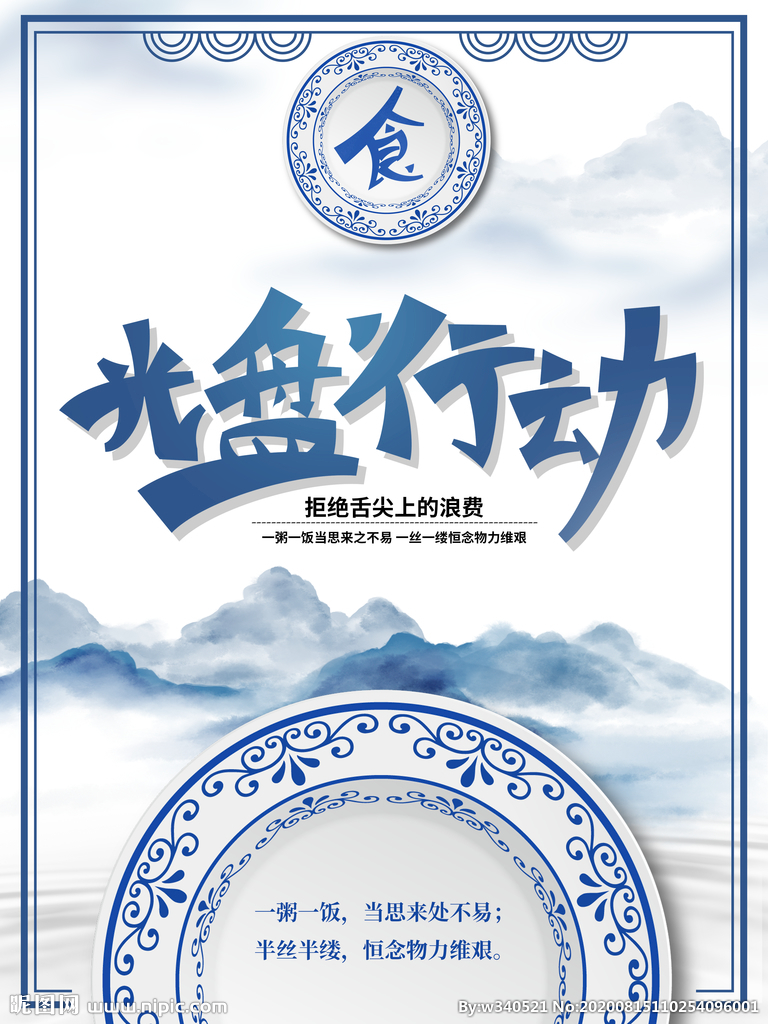 食
光盘行动
拒绝舌尖上的浪费
一粥一饭当思来之不易 一丝一缕恒念物力维艰
一粥一饭，当思来处不易；
半丝半缕，恒念物力维艰。
昵图网 www.nipic.com
By:w340521 No:20200815110254096001